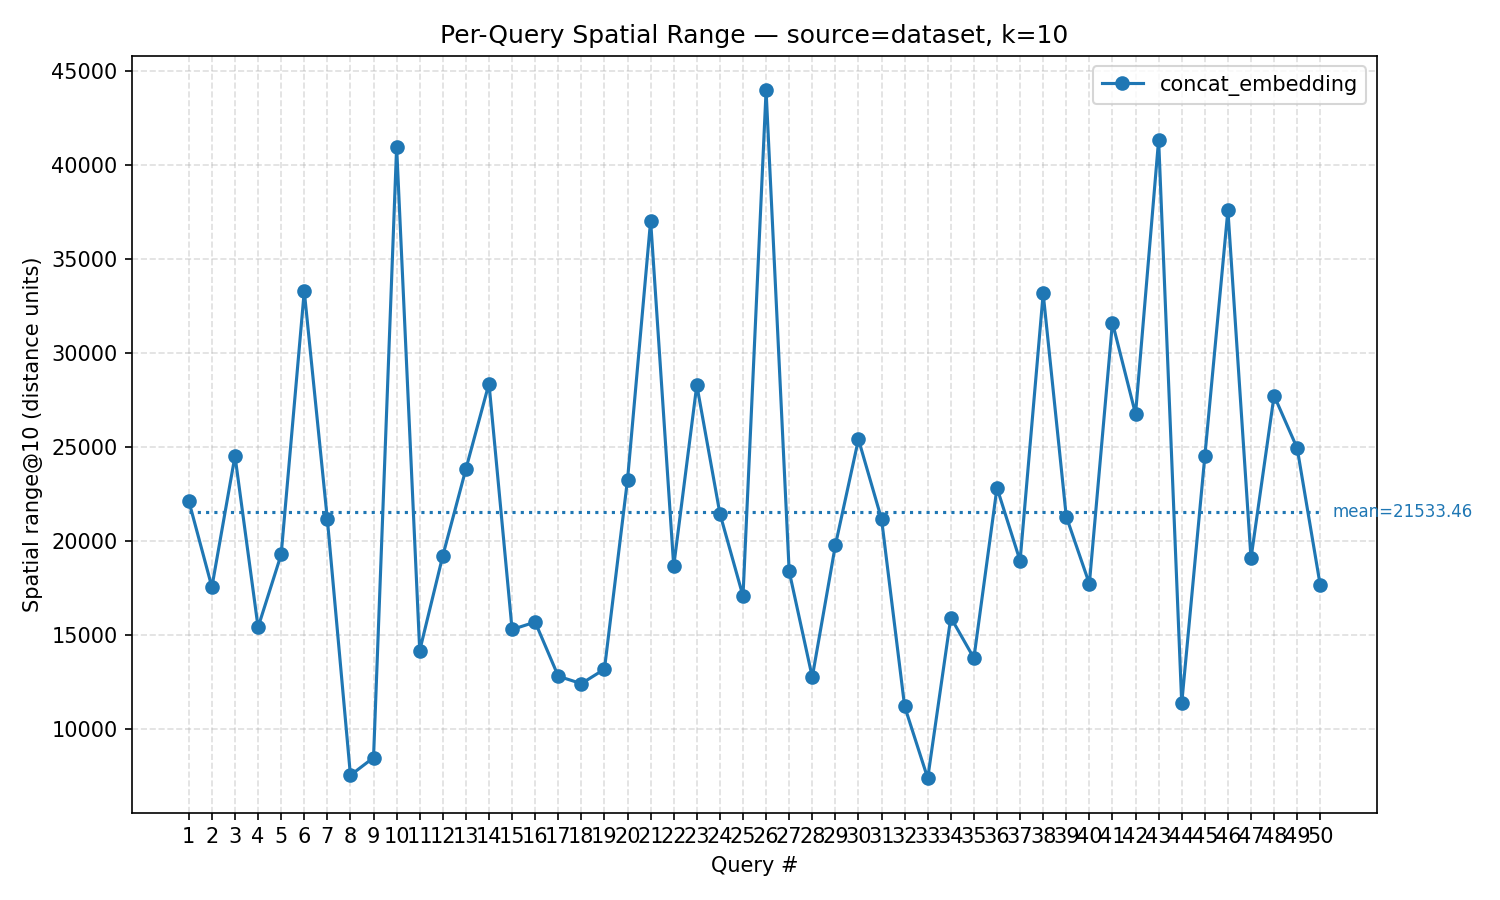 Per-Query Spatial Range — source=dataset, k=10
concat_embedding
45000
40000
35000
30000
25000
20000
15000
10000
Spatial range@10 (distance units)
mean=21533.46
1 2 3 4 5 6 7 8 9 10 11 12 13 14 15 16 17 18 19 20 21 22 23 24 25 26 27 28 29 30 31 32 33 34 35 36 37 38 39 40 41 42 43 44 45 46 47 48 49 50
Query #